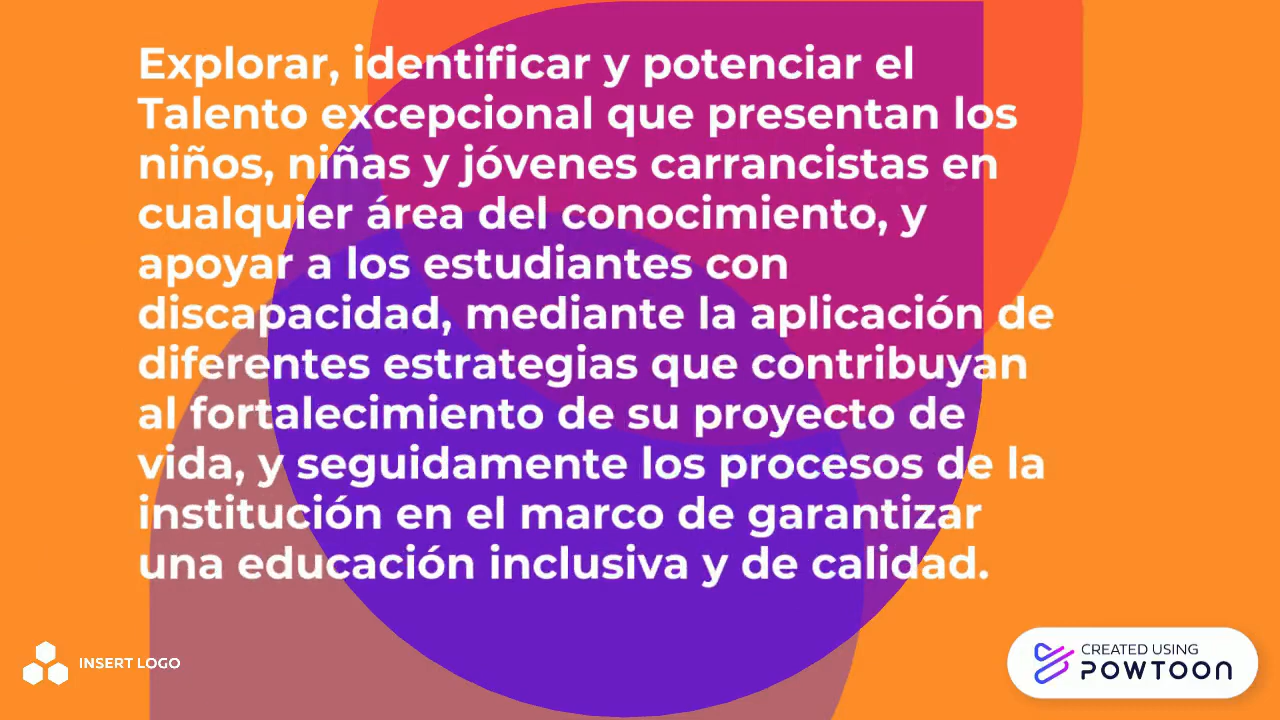 Explorar, identificar y potenciar el
Talento excepcional que presentan los
niños, niñas y jóvenes carrancistas en
cualquier área del conocimiento, y
apoyar a los estudiantes con
discapacidad, mediante la aplicación de
diferentes estrategias que contribuyan
al fortalecimiento de su proyecto de
vida, y seguidamente los procesos de la
institución en el marco de garantizar
una educación inclusiva y de calidad.
INSERT LOGO
CREATED USING
POWTOON